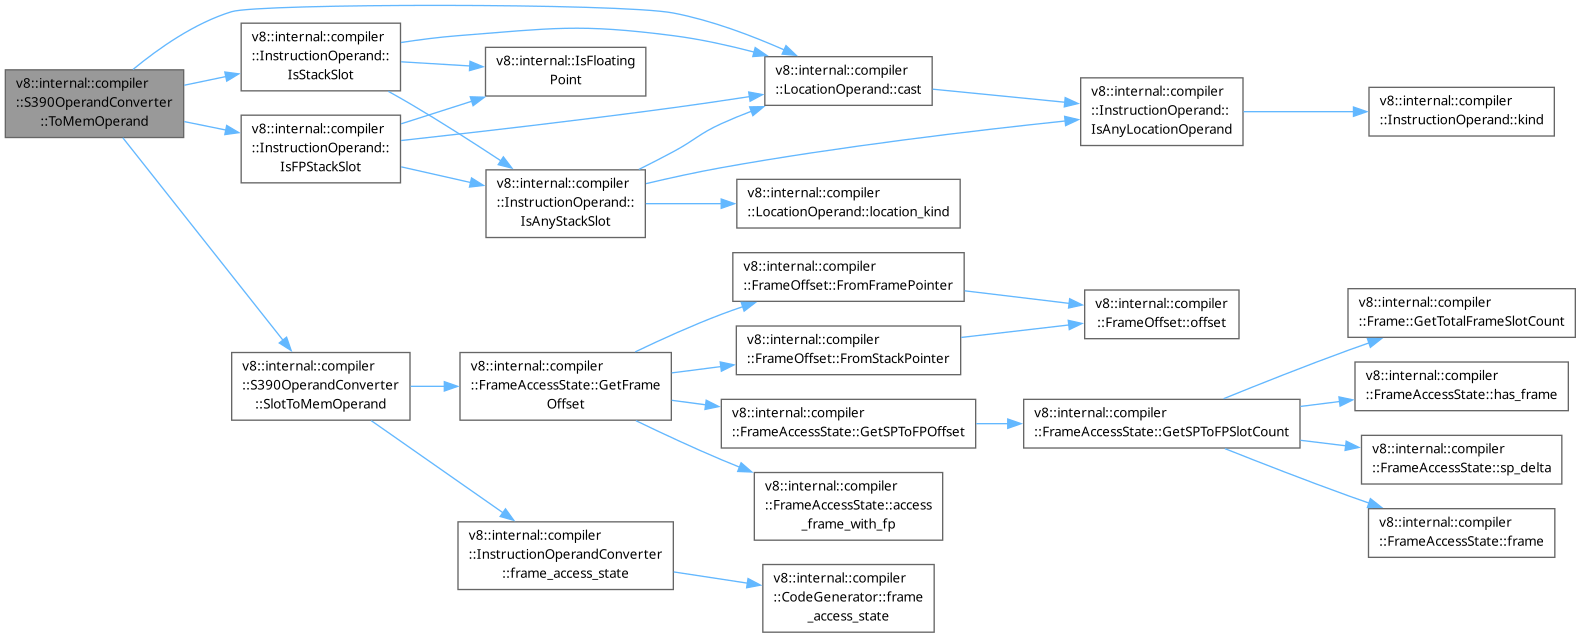 v8::internal::compiler
::S390OperandConverter
::ToMemOperand
v8::internal::compiler
::InstructionOperand::
IsStackSlot
v8::internal::compiler
::InstructionOperand::
IsFPStackSlot
v8::internal::IsFloating
Point
v8::internal::compiler
::InstructionOperand::
IsAnyStackSlot
v8::internal::compiler
::LocationOperand::cast
v8::internal::compiler
::InstructionOperand::
IsAnyLocationOperand
v8::internal::compiler
::InstructionOperand::kind
v8::internal::compiler
::LocationOperand::location_kind
v8::internal::compiler
::S390OperandConverter
::SlotToMemOperand
v8::internal::compiler
::FrameAccessState::GetFrame
Offset
v8::internal::compiler
::FrameOffset::FromFramePointer
v8::internal::compiler
::FrameOffset::FromStackPointer
v8::internal::compiler
::FrameOffset::offset
v8::internal::compiler
::FrameAccessState::GetSPToFPOffset
v8::internal::compiler
::FrameAccessState::GetSPToFPSlotCount
v8::internal::compiler
::Frame::GetTotalFrameSlotCount
v8::internal::compiler
::FrameAccessState::has_frame
v8::internal::compiler
::FrameAccessState::sp_delta
v8::internal::compiler
::FrameAccessState::frame
v8::internal::compiler
::FrameAccessState::access
_frame_with_fp
v8::internal::compiler
::InstructionOperandConverter
::frame_access_state
v8::internal::compiler
::CodeGenerator::frame
_access_state